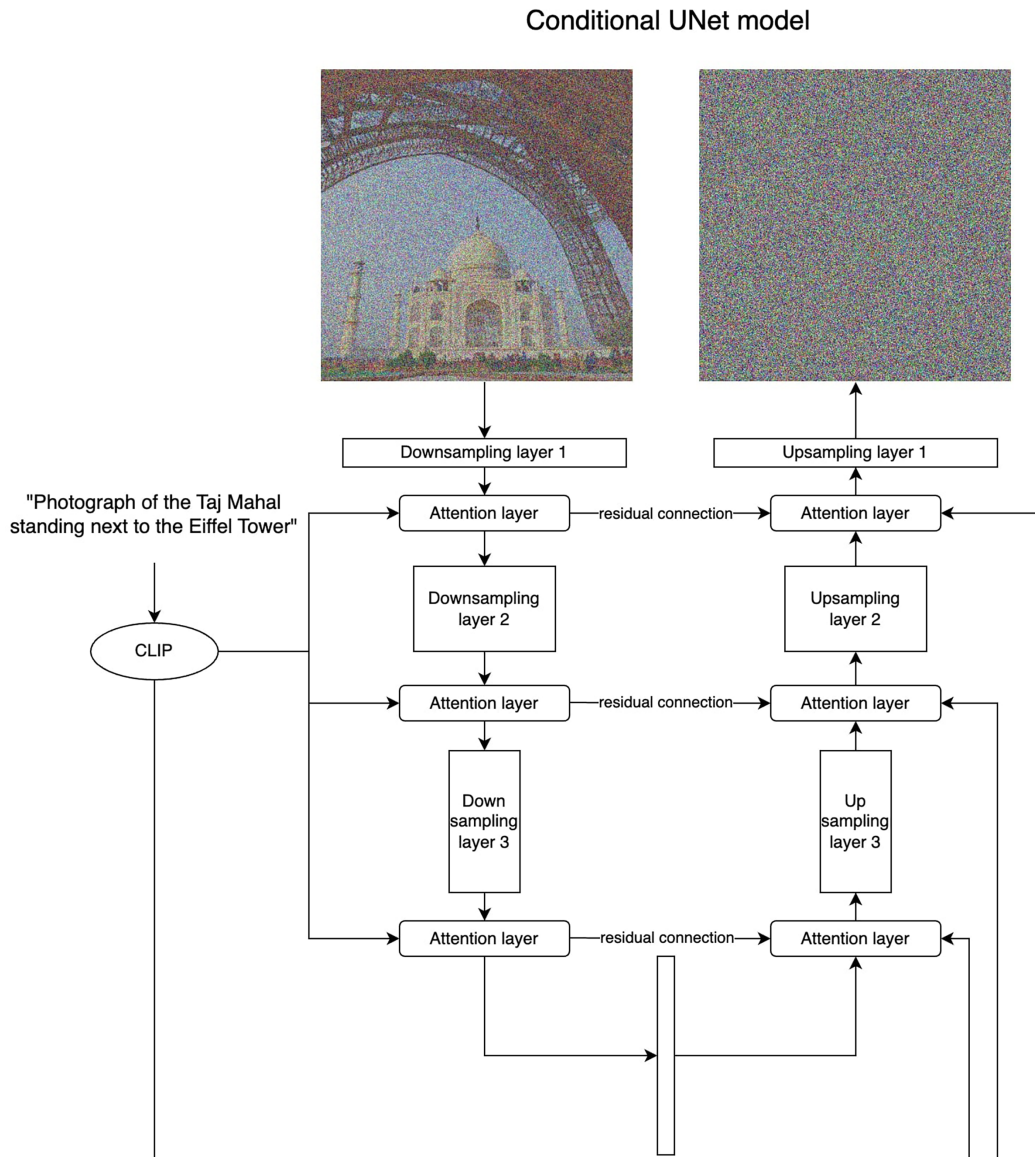 Conditional UNet model
Downsampling layer 1
Upsampling layer 1
"Photograph of the Taj Mahal
standing next to the Eiffel Tower"
Attention layer
residual connection
Attention layer
Downsampling
layer 2
Upsampling
layer 2
CLIP
Attention layer
residual connection
Attention layer
Down
sampling
layer 3
Up
sampling
layer 3
Attention layer
residual connection
Attention layer